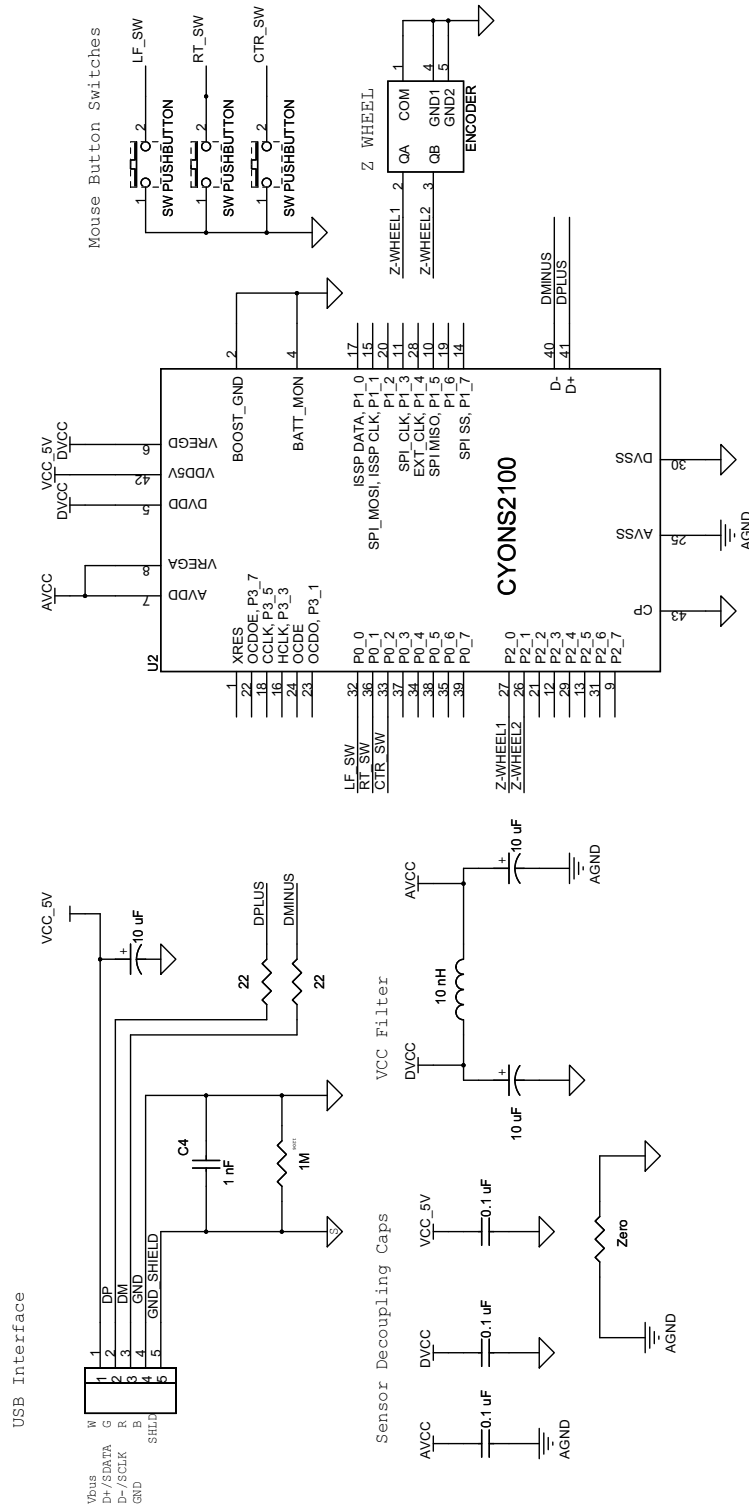 USB Interface
Vbus
D+/SDATA
D-/SCLK
GND
W
G
R
B
SHLD
1
2
3
4
5
1
2
3
4
5
DP
DM
GND
GND_SHIELD
C4
1 nF
1M
S
VCC_5V
+
10 uF
22
22
DPLUS
DMINUS
Sensor Decoupling Caps
AVCC
0.1 uF
AGND
DVCC
0.1 uF
VCC_5V
0.1 uF
AGND
Zero
VCC Filter
DVCC
10 nH
AVCC
+
10 uF
+
10 uF
AGND
U2
CYONS2100
AVCC
DVCC
VCC_5V
DVCC
7
8
5
42
6
AVDD
VREGA
DVDD
VDD5V
VREGD
1 XRES
22 OCDOE, P3_7
18 CCLK, P3_5
16 HCLK, P3_3
24 OCDE
23 OCDO, P3_1
LF_SW 32 P0_0
RT_SW 36 P0_1
CTR_SW 33 P0_2
37 P0_3
34 P0_4
38 P0_5
35 P0_6
39 P0_7
Z-WHEEL1 27 P2_0
Z-WHEEL2 26 P2_1
21 P2_2
12 P2_3
29 P2_4
13 P2_5
31 P2_6
9 P2_7
BOOST_GND 2
BATT_MON 4
ISSP DATA, P1_0 17
SPI_MOSI, ISSP CLK, P1_1 15
P1_2 20
SPI_CLK, P1_3 11
EXT_CLK, P1_4 28
SPI MISO, P1_5 10
P1_6 19
SPI SS, P1_7 14
D- 40 DMINUS
D+ 41 DPLUS
CP
AVSS
DVSS
43
25
30
AGND
Mouse Button Switches
1 2 LF_SW
SW PUSHBUTTON
1 2 RT_SW
SW PUSHBUTTON
1 2 CTR_SW
SW PUSHBUTTON
Z WHEEL
Z-WHEEL1 2 QA COM 1
Z-WHEEL2 3 QB GND1 4
GND2 5
ENCODER